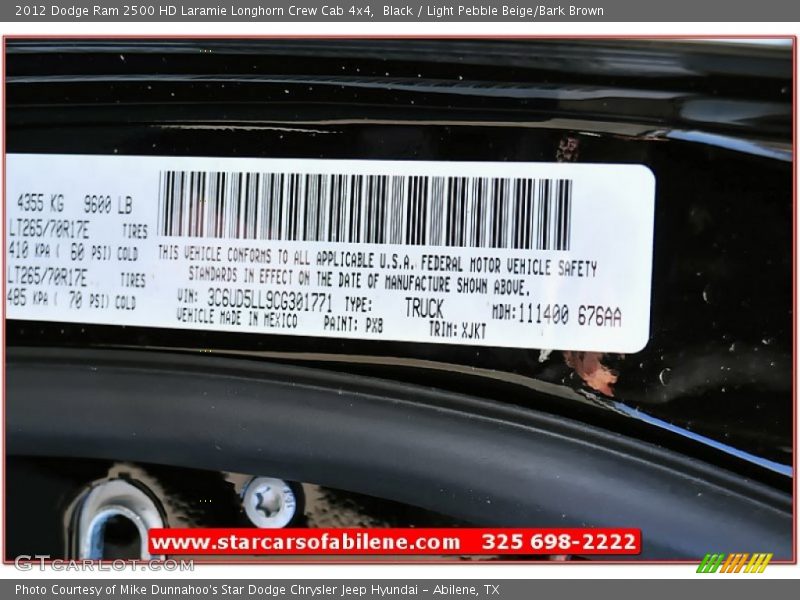 2012 Dodge Ram 2500 HD Laramie Longhorn Crew Cab 4x4,  Black / Light Pebble Beige/Bark Brown
4355 KG  9600 LB
LT265/70R17E  TIRES
410 KPA ( 60 PSI) COLD
LT265/70R17E  TIRES
485 KPA ( 70 PSI) COLD
THIS VEHICLE CONFORMS TO ALL APPLICABLE U.S.A. FEDERAL MOTOR VEHICLE SAFETY
STANDARDS IN EFFECT ON THE DATE OF MANUFACTURE SHOWN ABOVE.
VIN: 3C6UD5LL9CG301771 TYPE: TRUCK MDH:111400 676AA
VEHICLE MADE IN MEXICO PAINT: PXB TRIM: XJKT
www.starcarsofabilene.com  325 698-2222
GTCARLOT.COM
Photo Courtesy of Mike Dunnahoo's Star Dodge Chrysler Jeep Hyundai - Abilene, TX